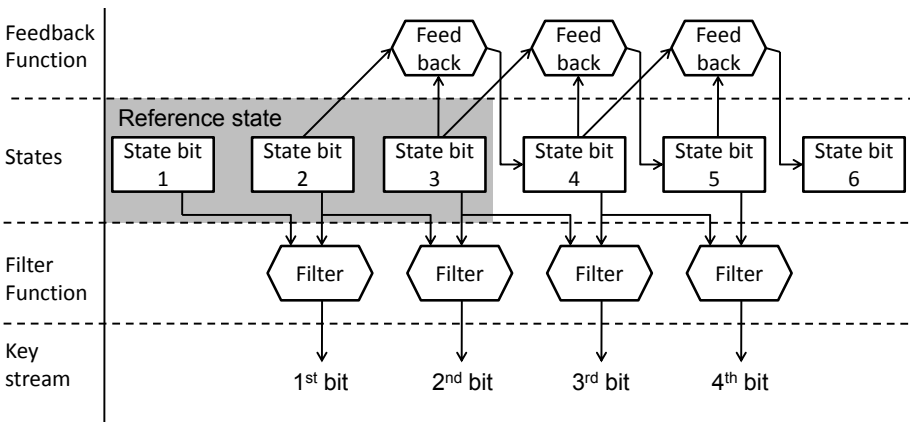 Feedback
Function
Feed
back
Feed
back
Feed
back
Reference state
States
State bit
1
State bit
2
State bit
3
State bit
4
State bit
5
State bit
6
Filter
Function
Filter
Filter
Filter
Filter
Key
stream
1st bit
2nd bit
3rd bit
4th bit